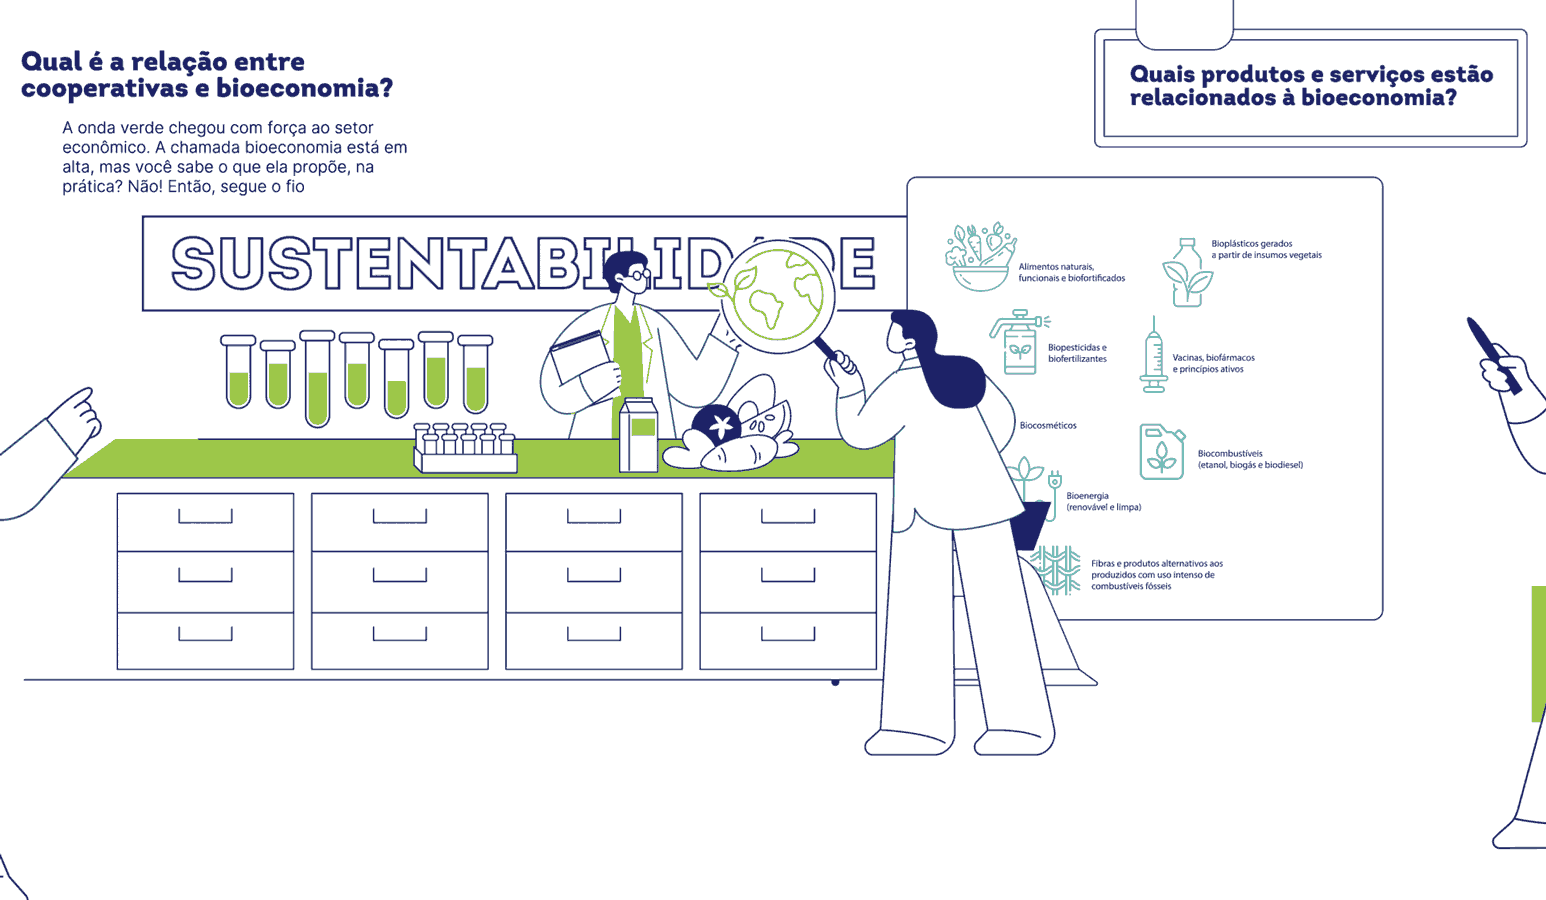 Qual é a relação entre
cooperativas e bioeconomia?
A onda verde chegou com força ao setor
econômico. A chamada bioeconomia está em
alta, mas você sabe o que ela propõe, na
prática? Não! Então, segue o fio
SUSTENTABILIDADE
Quais produtos e serviços estão
relacionados à bioeconomia?
Alimentos naturais,
funcionais e biofortificados
Bioplásticos gerados
a partir de insumos vegetais
Biopesticidas e
biofertilizantes
Vacinas, biofármacos
e princípios ativos
Biocosméticos
Biocombustíveis
(etanol, biogás e biodiesel)
Bioenergia
(renovável e limpa)
Fibras e produtos alternativos aos
produzidos com uso intenso de
combustíveis fósseis